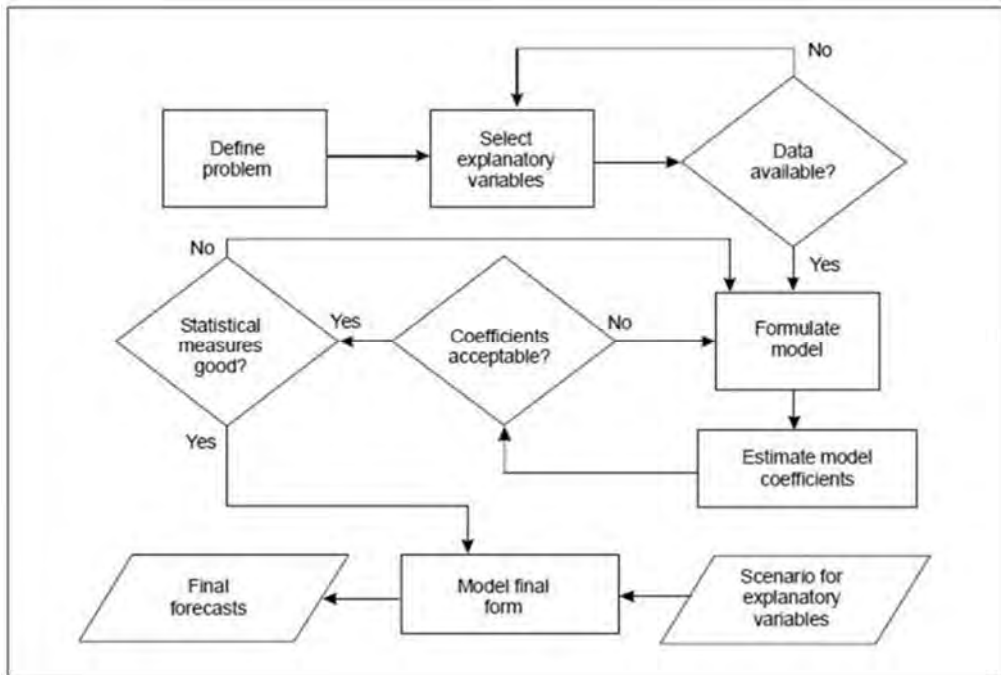 No
Define
problem
Select
explanatory
variables
Data
available?
No
Yes
Statistical
measures
good?
Yes
Coefficients
acceptable?
No
Formulate
model
Yes
Estimate model
coefficients
Final
forecasts
Model final
form
Scenario for
explanatory
variables